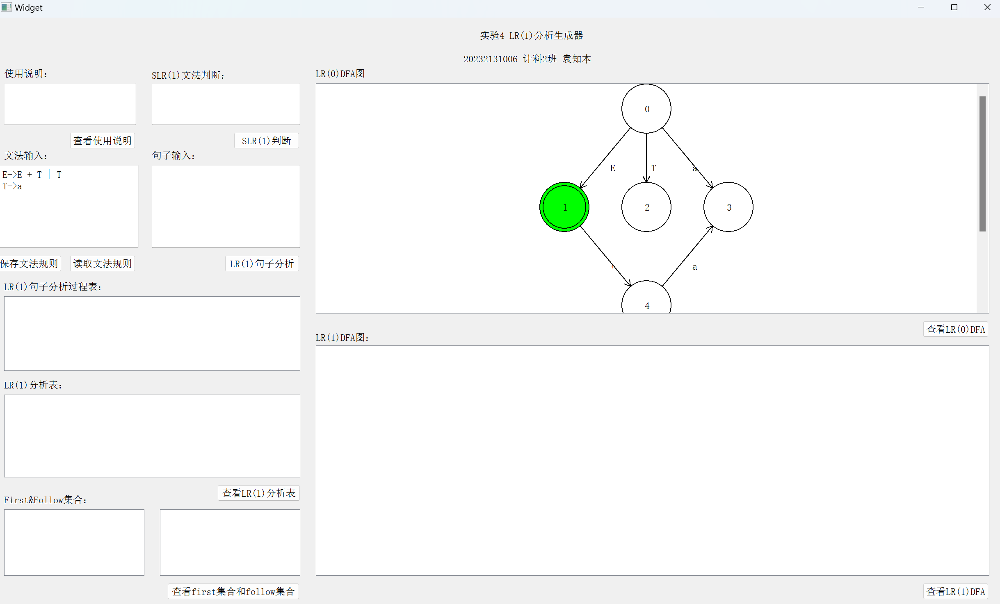 Widget
实验4 LR(1)分析生成器
20232131006 计科2班 袁知本
使用说明：
SLR(1)文法判断：
LR(0)DFA图
查看使用说明
SLR(1)判断
文法输入：
句子输入：
E->E + T | T
T->a
保存文法规则
读取文法规则
LR(1)句子分析
LR(1)句子分析过程表：
LR(1)分析表：
查看LR(1)分析表
First&Follow集合：
查看first集合和follow集合
0
E
T
a
1
2
3
+
a
4
查看LR(0)DFA
LR(1)DFA图：
查看LR(1)DFA